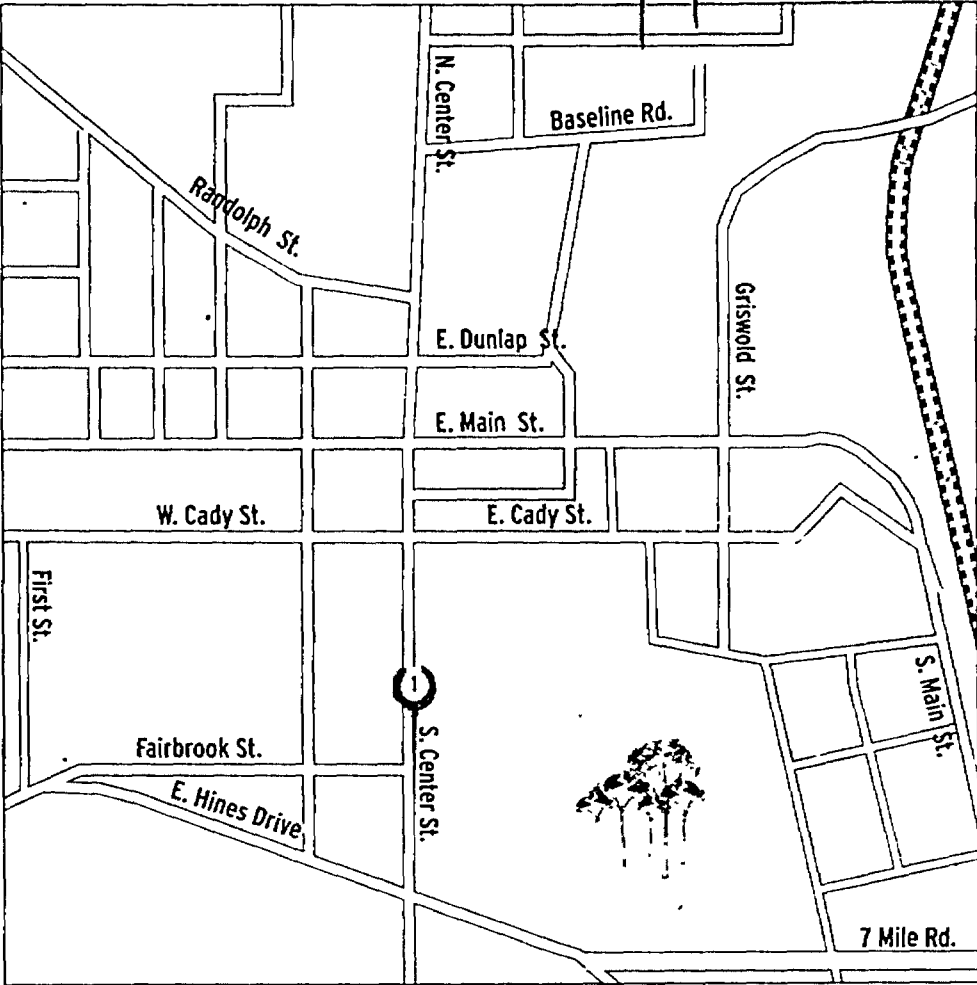 N. Center St.
Baseline Rd.
Randolph St.
Griswold St.
E. Dunlap St.
E. Main St.
W. Cady St.
E. Cady St.
First St.
1
S. Main St.
Fairbrook St.
S. Center St.
E. Hines Drive
7 Mile Rd.